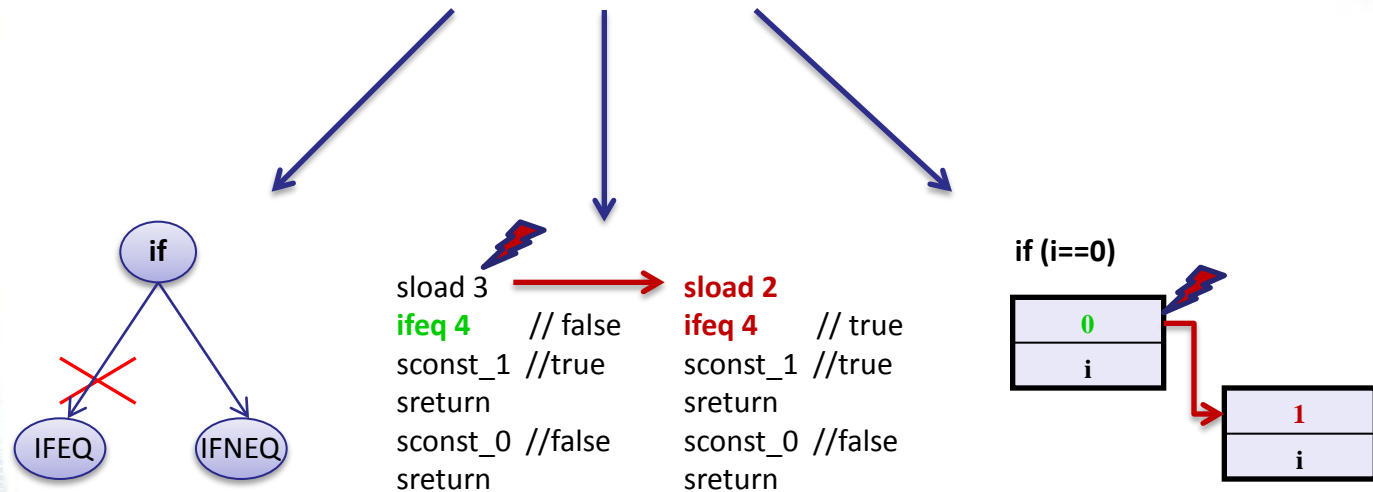 if
IFEQ
IFNEQ
sload 3
ifeq 4 // false
sconst_1 //true
sreturn
sconst_0 //false
sreturn
sload 2
ifeq 4 // true
sconst_1 //true
sreturn
sconst_0 //false
sreturn
if (i==0)
0
i
1
i